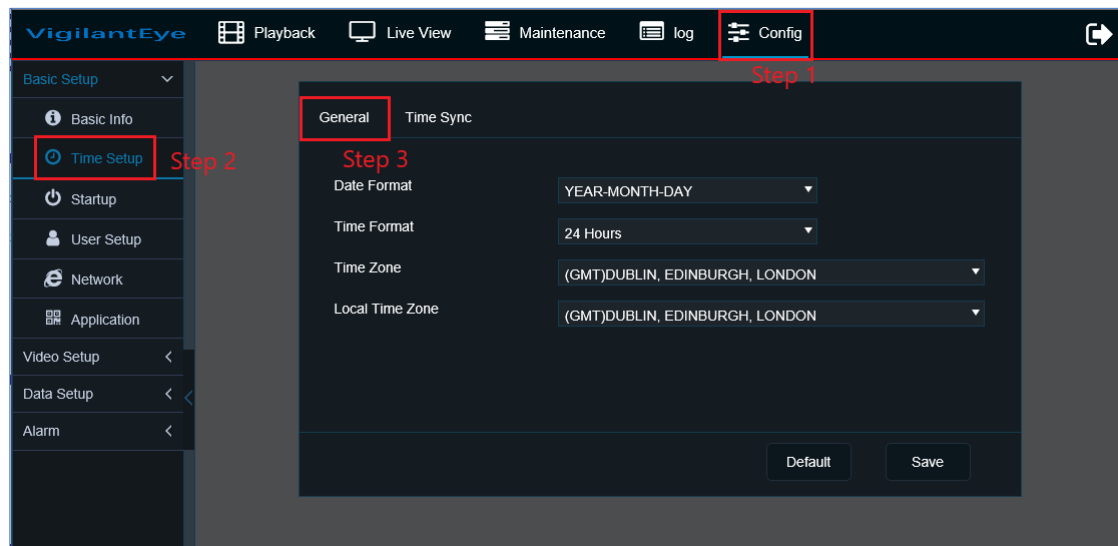 VigilantEye Playback Live View Maintenance log Config
Step 1
Basic Setup
Basic Info
Time Setup
Step 2
Startup
User Setup
Network
Application
Video Setup
Data Setup
Alarm
General Time Sync
Step 3
Date Format YEAR-MONTH-DAY
Time Format 24 Hours
Time Zone (GMT)DUBLIN, EDINBURGH, LONDON
Local Time Zone (GMT)DUBLIN, EDINBURGH, LONDON
Default Save